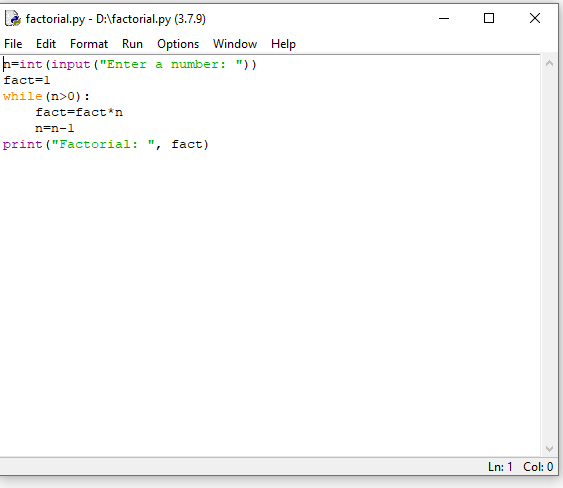 factorial.py - D:\factorial.py (3.7.9)
File Edit Format Run Options Window Help
n=int(input("Enter a number: "))
fact=1
while(n>0):
    fact=fact*n
    n=n-1
print("Factorial: ", fact)
Ln: 1 Col: 0